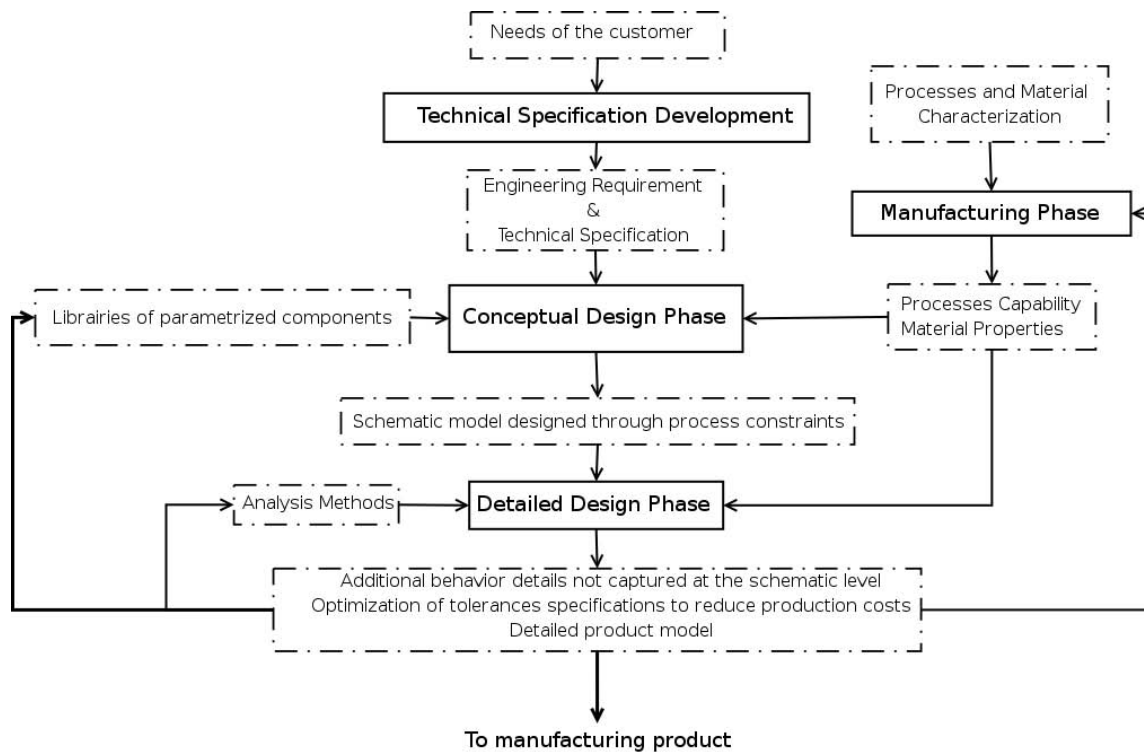 Needs of the customer
Technical Specification Development
Processes and Material
Characterization
Engineering Requirement
&
Technical Specification
Manufacturing Phase
Librairies of parametrized components
Conceptual Design Phase
Processes Capability
Material Properties
Schematic model designed through process constraints
Analysis Methods
Detailed Design Phase
Additional behavior details not captured at the schematic level
Optimization of tolerances specifications to reduce production costs
Detailed product model
To manufacturing product